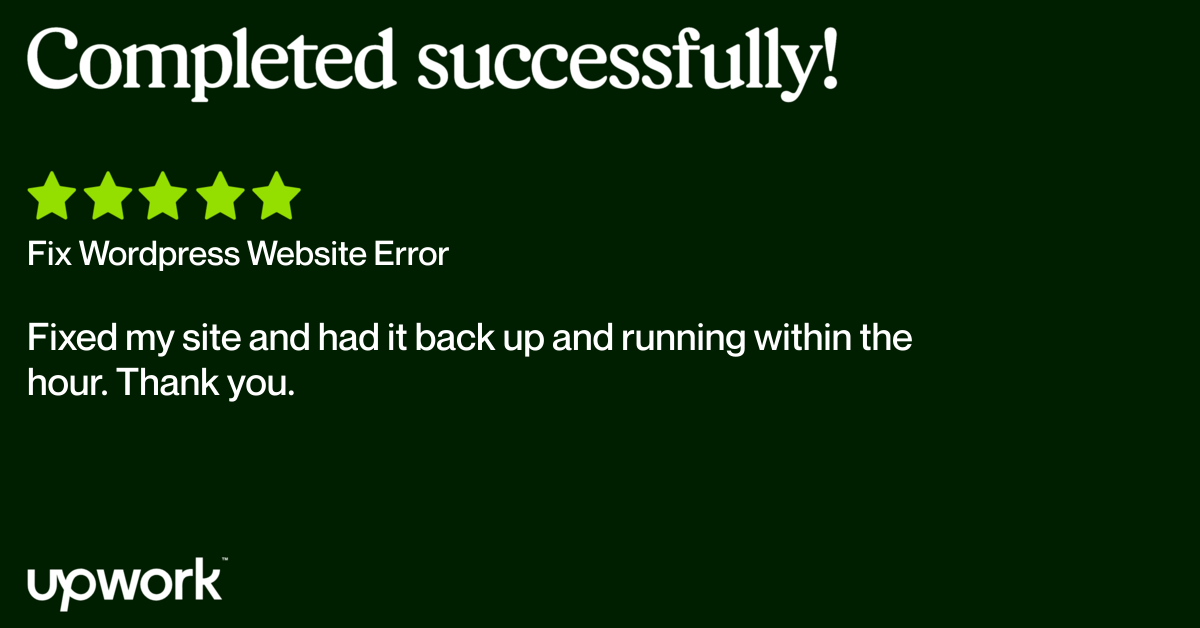 Completed successfully!
Fix Wordpress Website Error
Fixed my site and had it back up and running within the
hour. Thank you.
upwork™